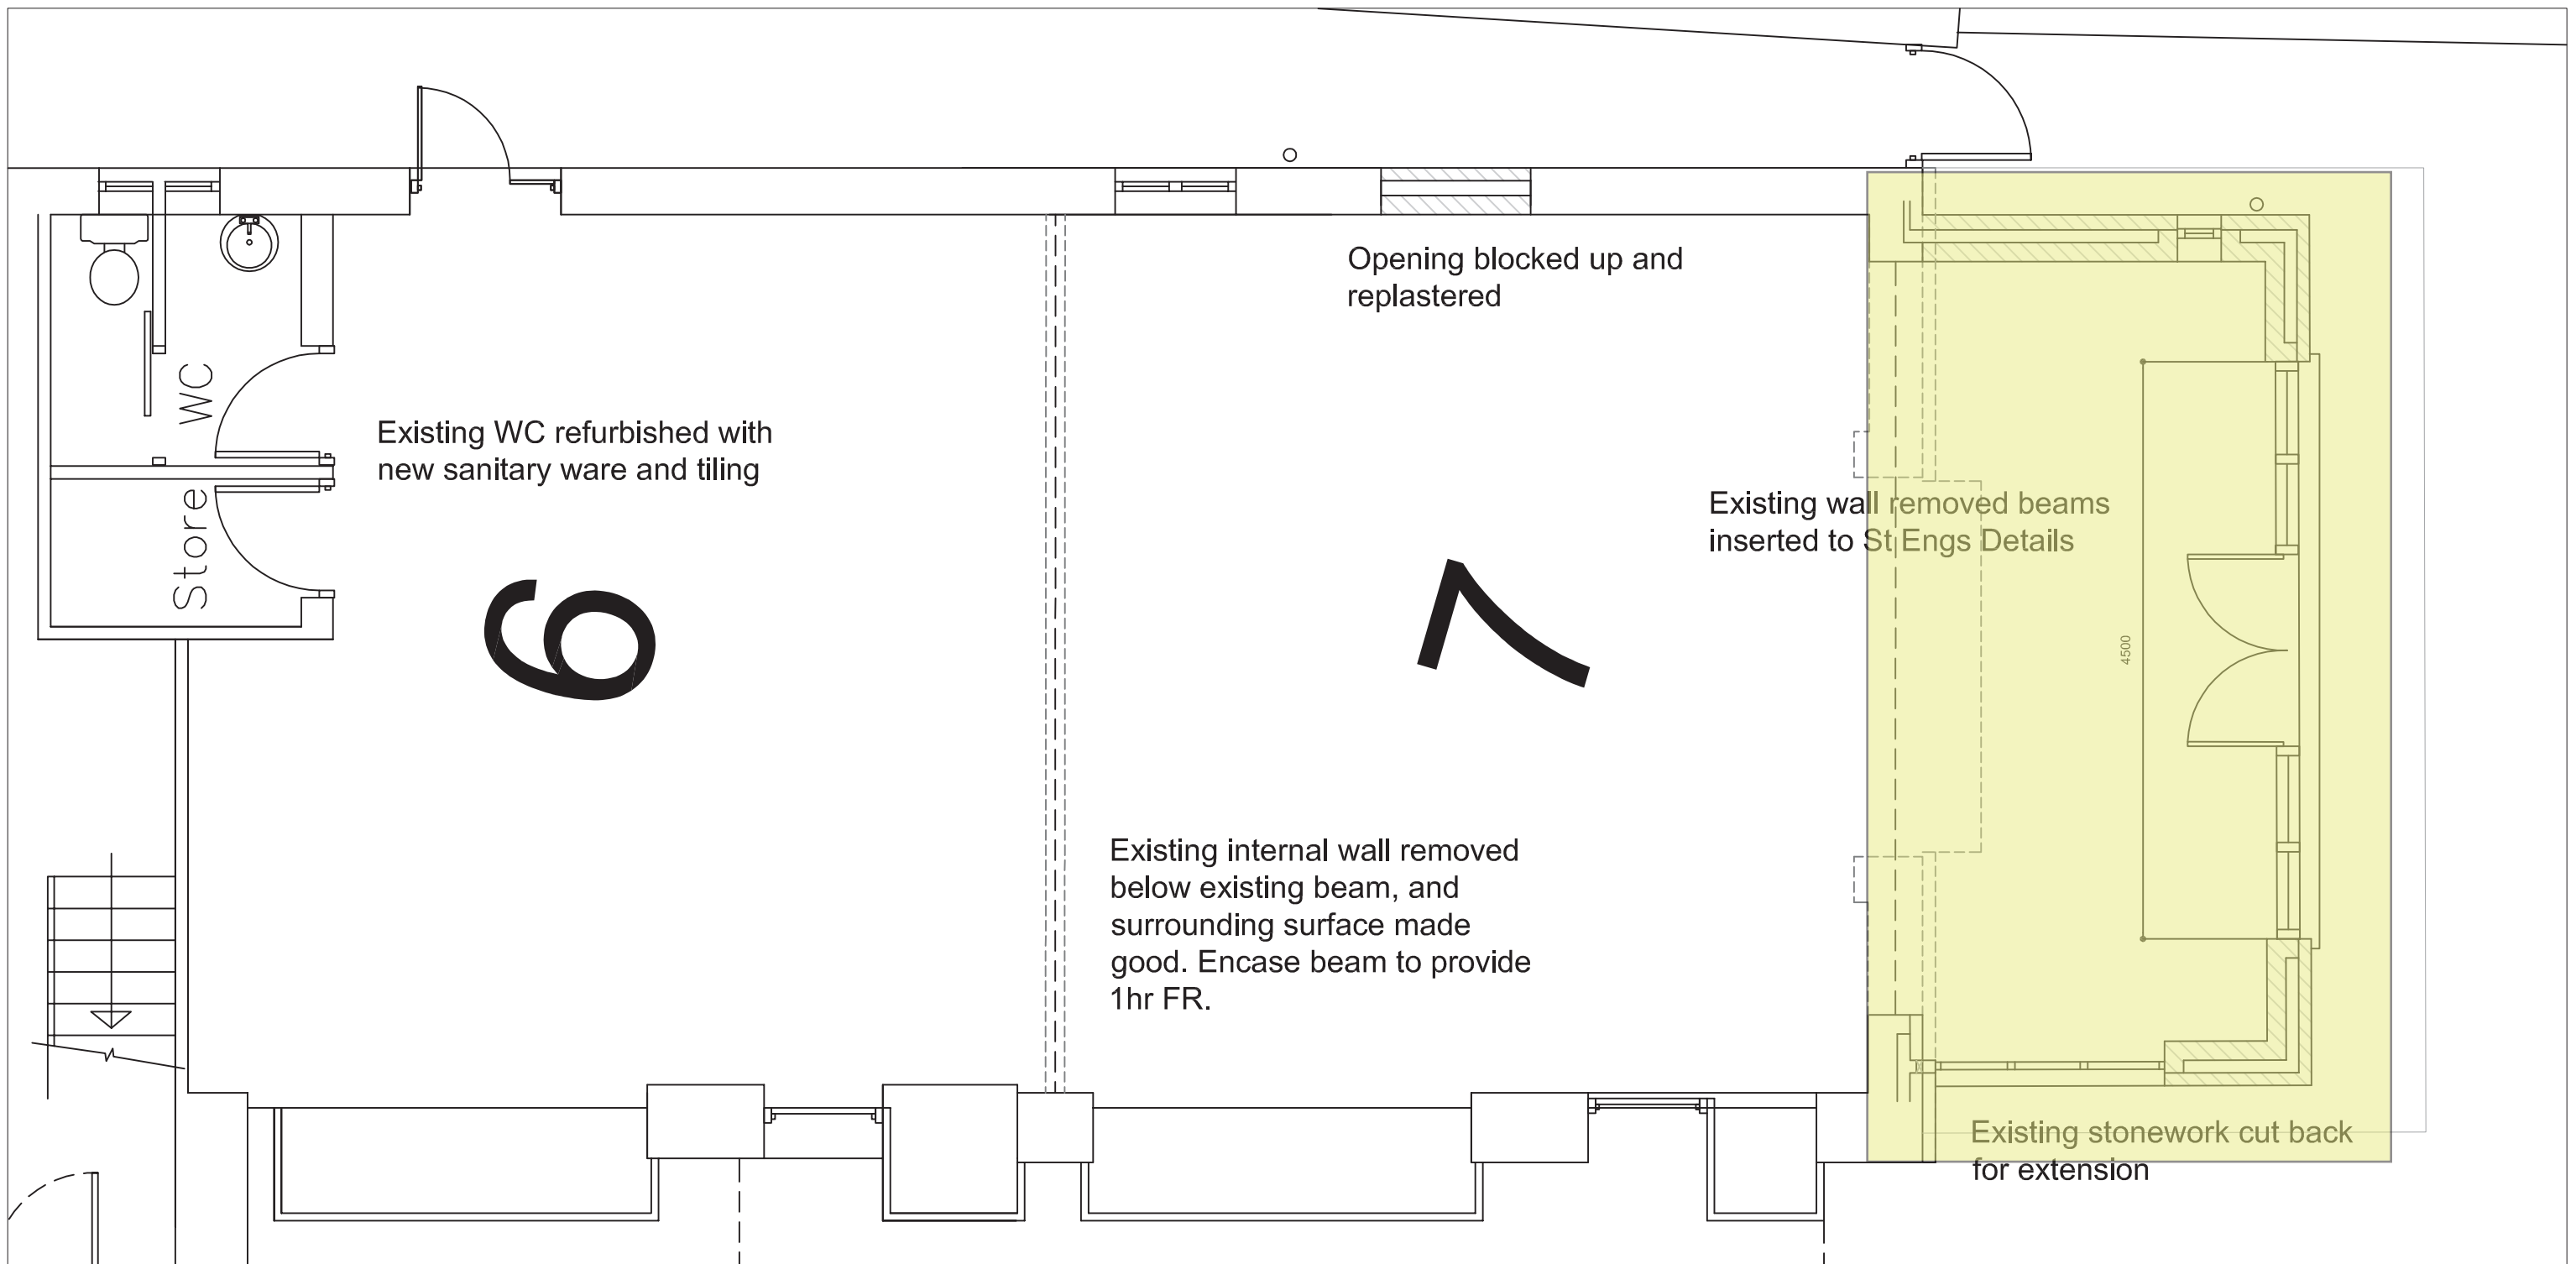 Opening blocked up and
replastered
WC
Existing WC refurbished with
new sanitary ware and tiling
Store
Existing wall removed beams
inserted to St Engs Details
6
7
4500
Existing internal wall removed
below existing beam, and
surrounding surface made
good. Encase beam to provide
1hr FR.
Existing stonework cut back
for extension